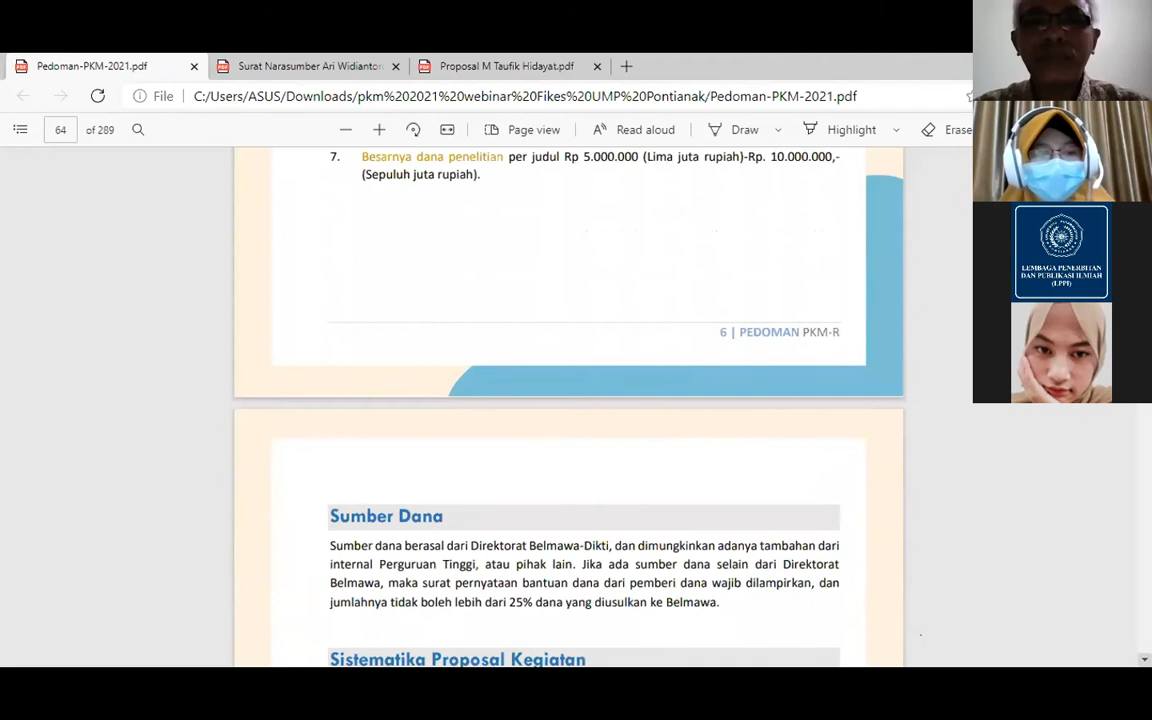 Pedoman-PKM-2021.pdf
Surat Narasumber Ari Widianto
Proposal M Taufik Hidayat.pdf
File
C:/Users/ASUS/Downloads/pkm%202021%20webinar%20Fikes%20UMP%20Pontianak/Pedoman-PKM-2021.pdf
64 of 289
Page view
Read aloud
Draw
Highlight
Erase
7. Besarnya dana penelitian per judul Rp 5.000.000 (Lima juta rupiah)-Rp. 10.000.000,-
(Sepuluh juta rupiah).
6 | PEDOMAN PKM-R
Sumber Dana
Sumber dana berasal dari Direktorat Belmawa-Dikti, dan dimungkinkan adanya tambahan dari
internal Perguruan Tinggi, atau pihak lain. Jika ada sumber dana selain dari Direktorat
Belmawa, maka surat pernyataan bantuan dana dari pemberi dana wajib dilampirkan, dan
jumlahnya tidak boleh lebih dari 25% dana yang diusulkan ke Belmawa.
Sistematika Proposal Kegiatan
LEMBAGA PENERBITAN
DAN PUBLIKASI ILMIAH
(LPPI)